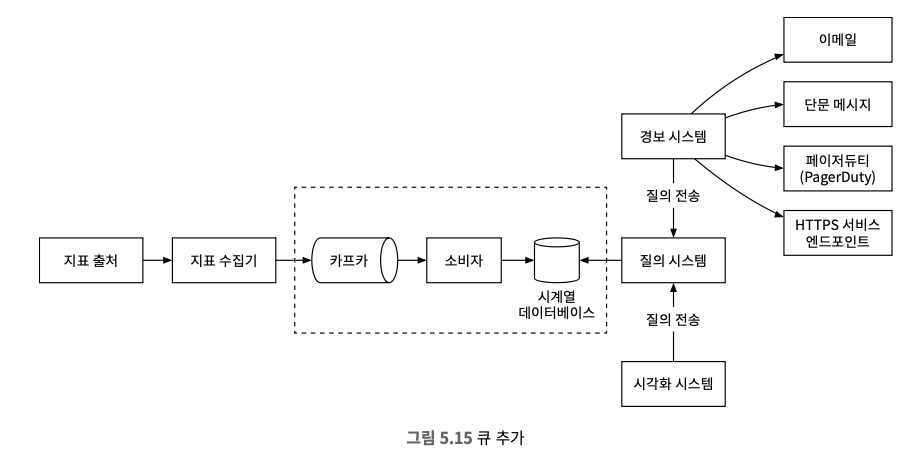 이메일
단문 메시지
경보 시스템
페이저듀티
(PagerDuty)
질의 전송
HTTPS 서비스
엔드포인트
지표 출처
지표 수집기
카프카
소비자
시계열
데이터베이스
질의 시스템
질의 전송
시각화 시스템
그림 5.15 큐 추가